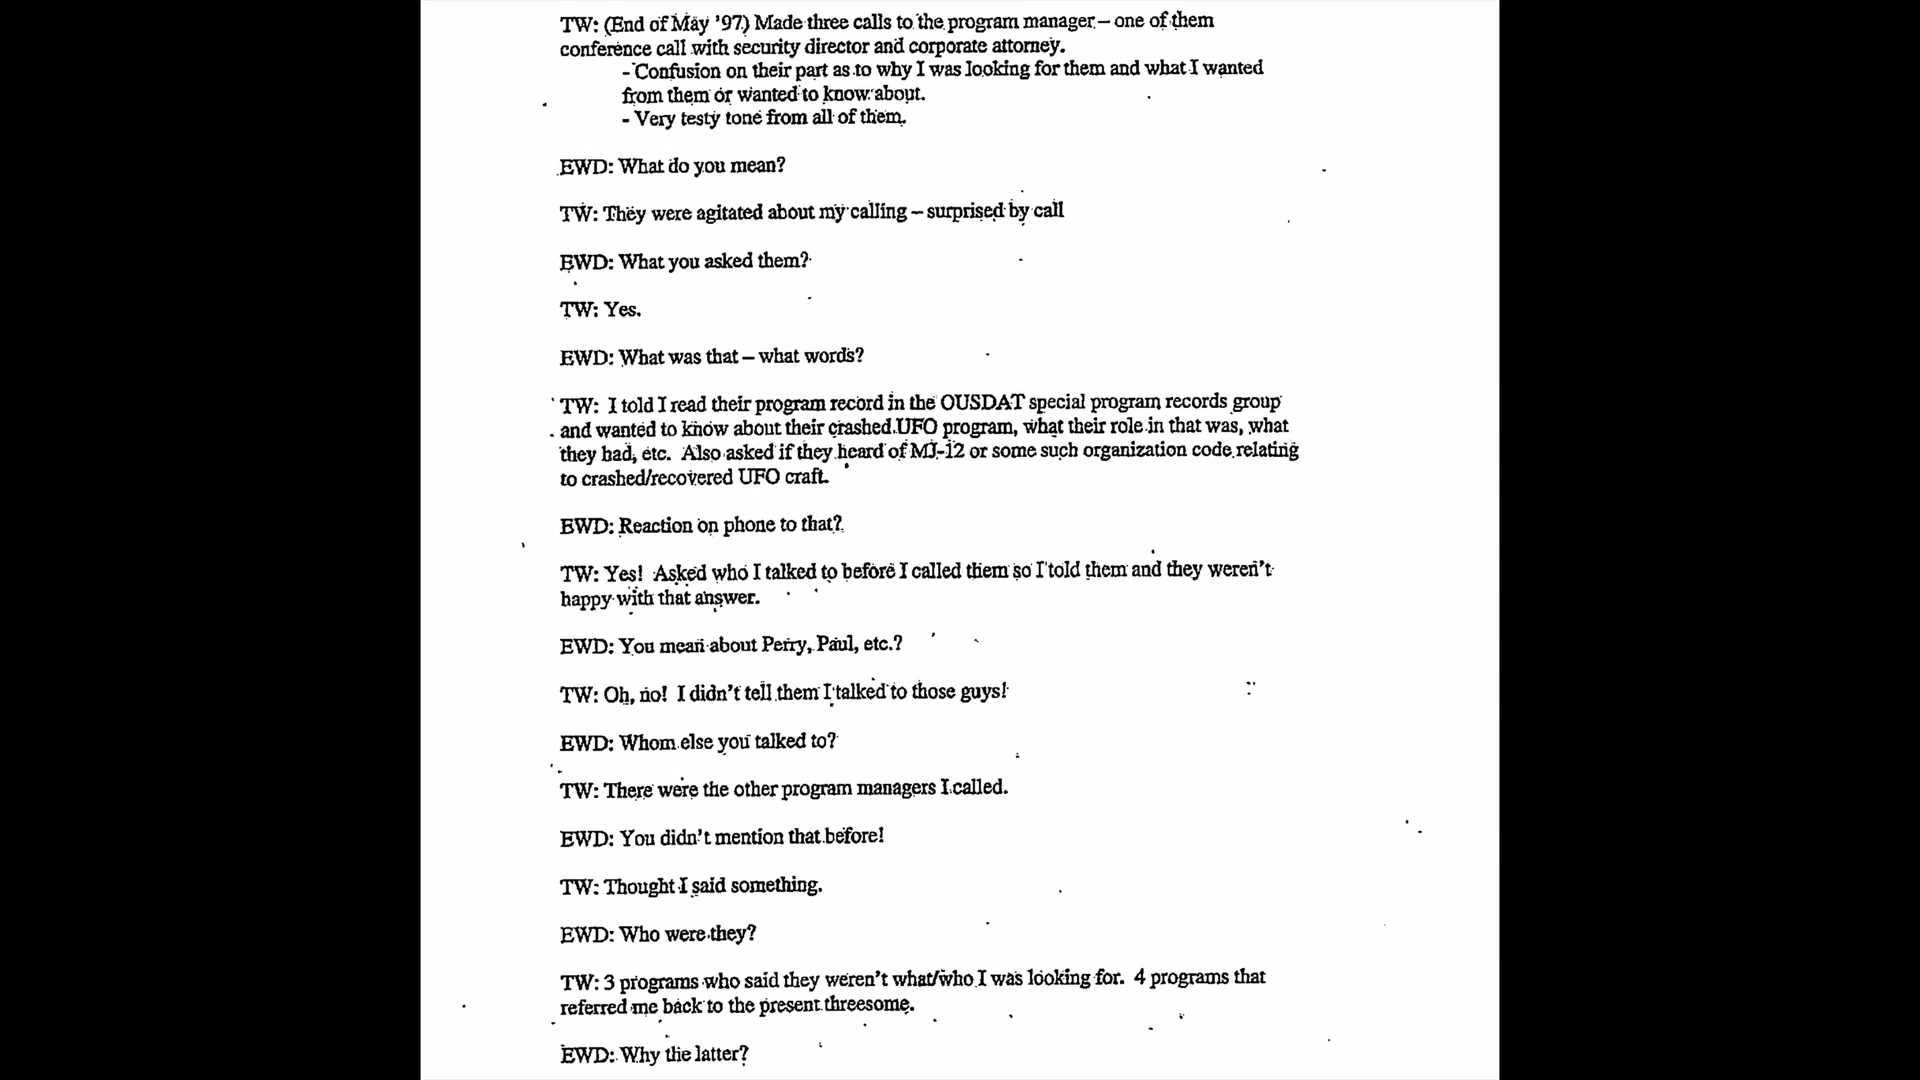 TW: (End of May '97) Made three calls to the program manager – one of them
conference call with security director and corporate attorney.
- Confusion on their part as to why I was looking for them and what I wanted
from them or wanted to know about.
- Very testy tone from all of them.
EWD: What do you mean?
TW: They were agitated about my calling – surprised by call
EWD: What you asked them?
TW: Yes.
EWD: What was that – what words?
TW: I told I read their program record in the OUSDAT special program records group
and wanted to know about their crashed UFO program, what their role in that was, what
they had, etc. Also asked if they heard of MJ-12 or some such organization code relating
to crashed/recovered UFO craft.
EWD: Reaction on phone to that?
TW: Yes! Asked who I talked to before I called them so I told them and they weren't
happy with that answer.
EWD: You mean about Perry, Paul, etc.?
TW: Oh, no! I didn't tell them I talked to those guys!
EWD: Whom else you talked to?
TW: There were the other program managers I called.
EWD: You didn't mention that before!
TW: Thought I said something.
EWD: Who were they?
TW: 3 programs who said they weren't what/who I was looking for. 4 programs that
referred me back to the present threesome.
EWD: Why the latter?